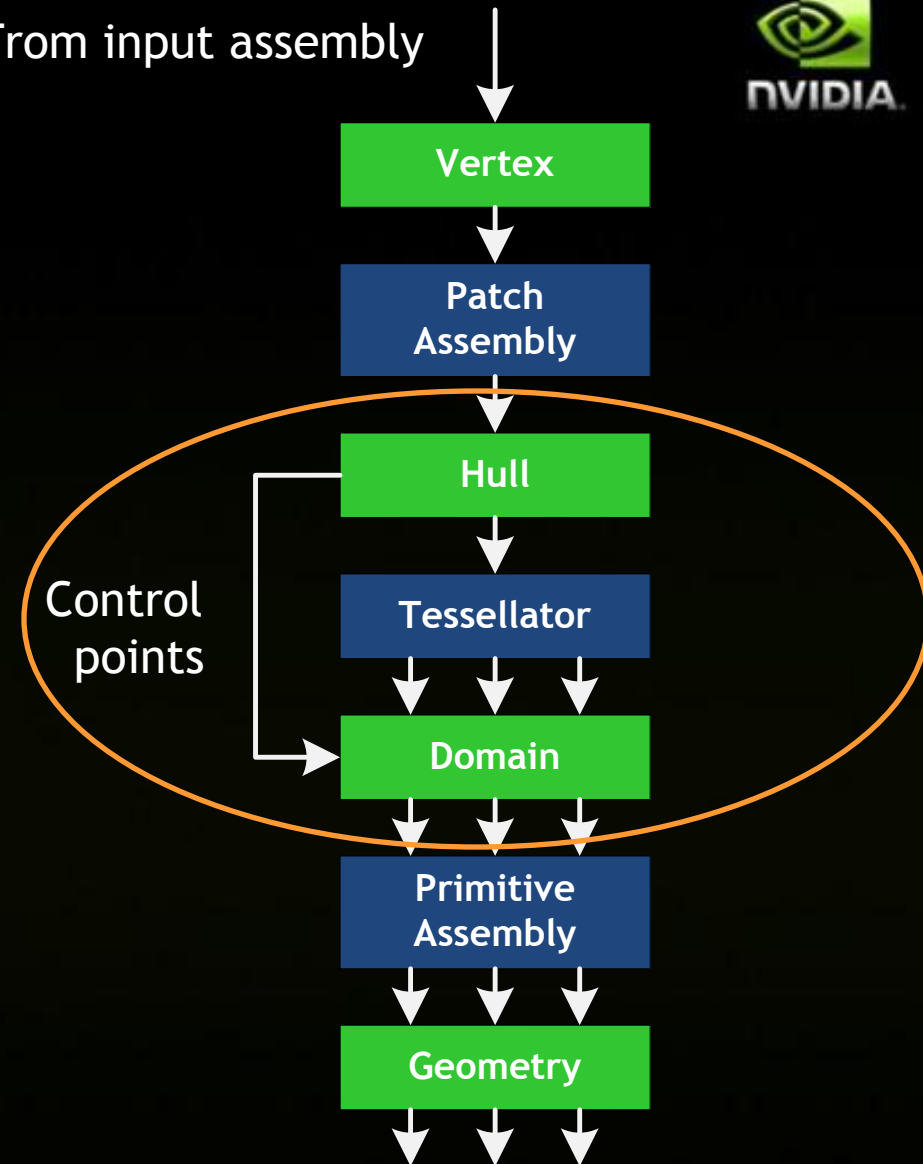 From input assembly
NVIDIA.
Vertex
Patch
Assembly
Hull
Control
points
Tessellator
Domain
Primitive
Assembly
Geometry